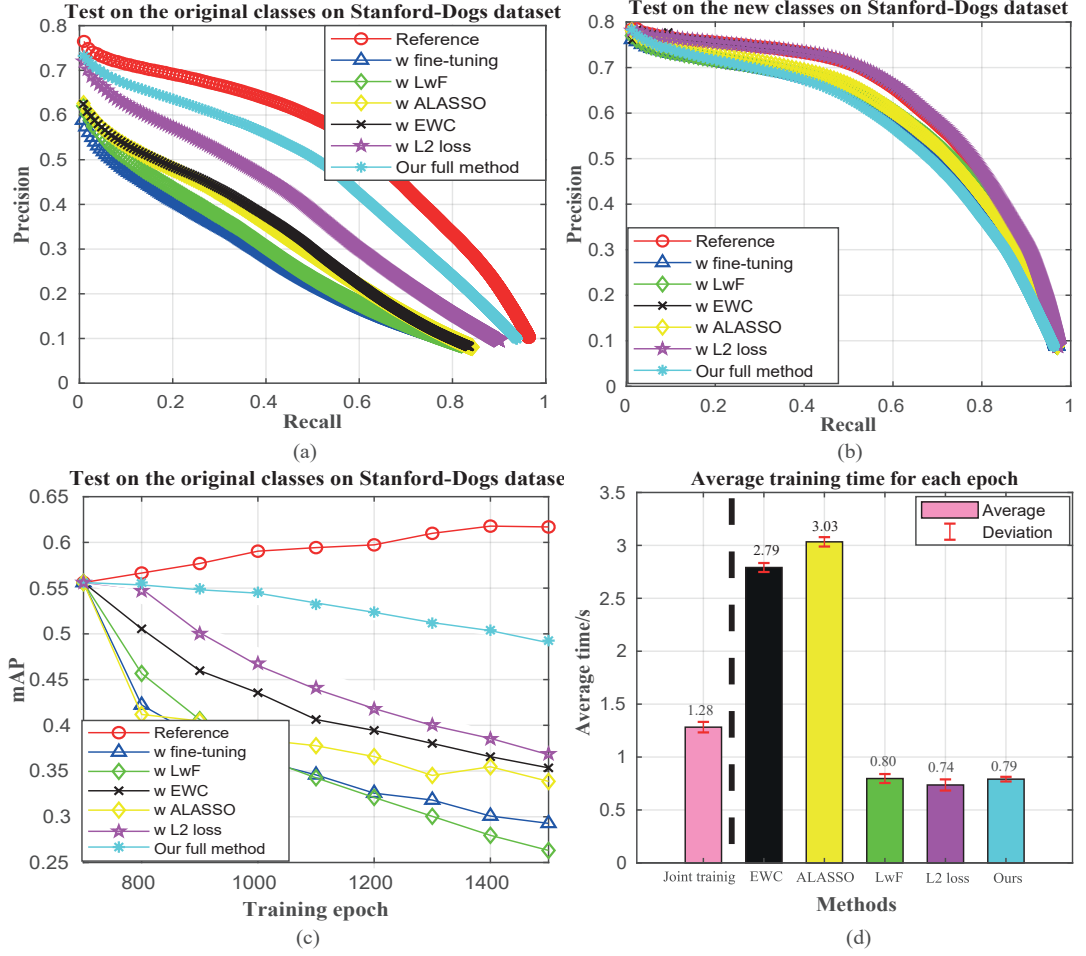 Test on the original classes on Stanford-Dogs dataset
0.8
0.7
0.6
0.5
0.4
0.3
0.2
0.1
0
Precision
0
0.2
0.4
0.6
0.8
1
Recall
Reference
w fine-tuning
w LwF
w ALASSO
w EWC
w L2 loss
Our full method
(a)
Test on the new classes on Stanford-Dogs dataset
0.8
0.7
0.6
0.5
0.4
0.3
0.2
0.1
0
Precision
0
0.2
0.4
0.6
0.8
1
Recall
Reference
w fine-tuning
w LwF
w EWC
w ALASSO
w L2 loss
Our full method
(b)
Test on the original classes on Stanford-Dogs datase
0.65
0.6
0.55
0.5
0.45
0.4
0.35
0.3
0.25
mAP
800
1000
1200
1400
Training epoch
Reference
w fine-tuning
w LwF
w EWC
w ALASSO
w L2 loss
Our full method
(c)
Average training time for each epoch
3.5
3
2.5
2
1.5
1
0.5
0
Average time/s
Average
Deviation
1.28
2.79
3.03
0.80
0.74
0.79
Joint trainig
EWC
ALASSO
LwF
L2 loss
Ours
Methods
(d)